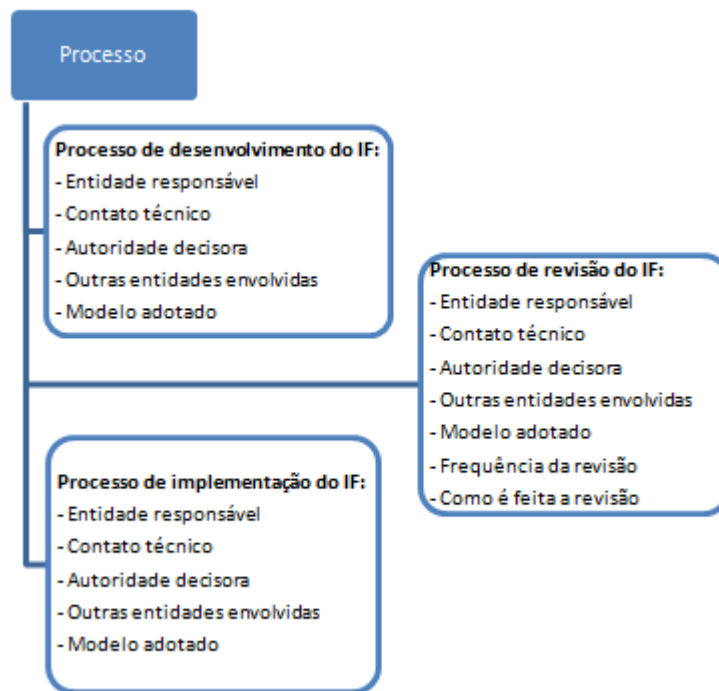 Processo
Processo de desenvolvimento do IF:
- Entidade responsável
- Contato técnico
- Autoridade decisora
- Outras entidades envolvidas
- Modelo adotado
Processo de revisão do IF:
- Entidade responsável
- Contato técnico
- Autoridade decisora
- Outras entidades envolvidas
- Modelo adotado
- Frequência da revisão
- Como é feita a revisão
Processo de implementação do IF:
- Entidade responsável
- Contato técnico
- Autoridade decisora
- Outras entidades envolvidas
- Modelo adotado